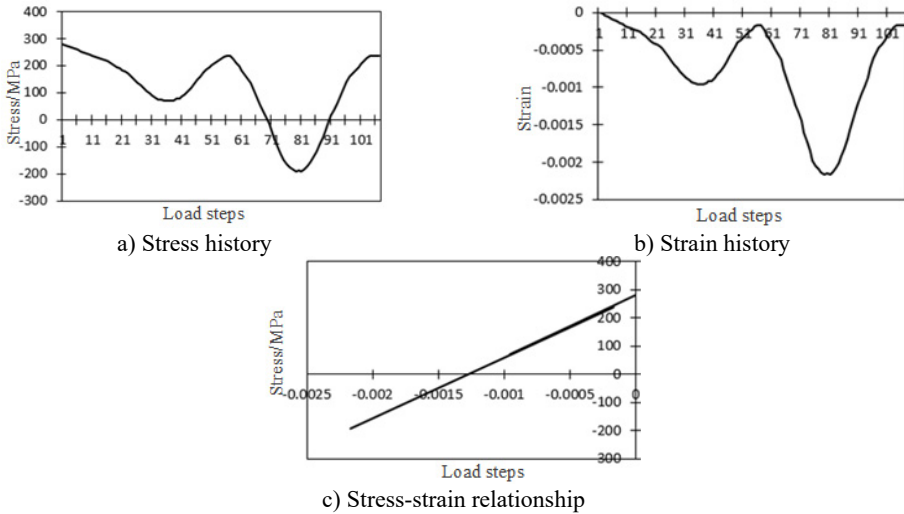 400
300
200
100
0
-100
-200
-300
Stress/MPa
1 11 21 31 41 51 61 71 81 91 101
Load steps
a) Stress history
0
-0.0005
-0.001
-0.0015
-0.002
-0.0025
Strain
1 11 21 31 41 51 61 71 81 91 101
Load steps
b) Strain history
400
300
200
100
0
-100
-200
300
Stress/MPa
-0.0025 -0.002 -0.0015 -0.001 -0.0005 0
Load steps
c) Stress-strain relationship